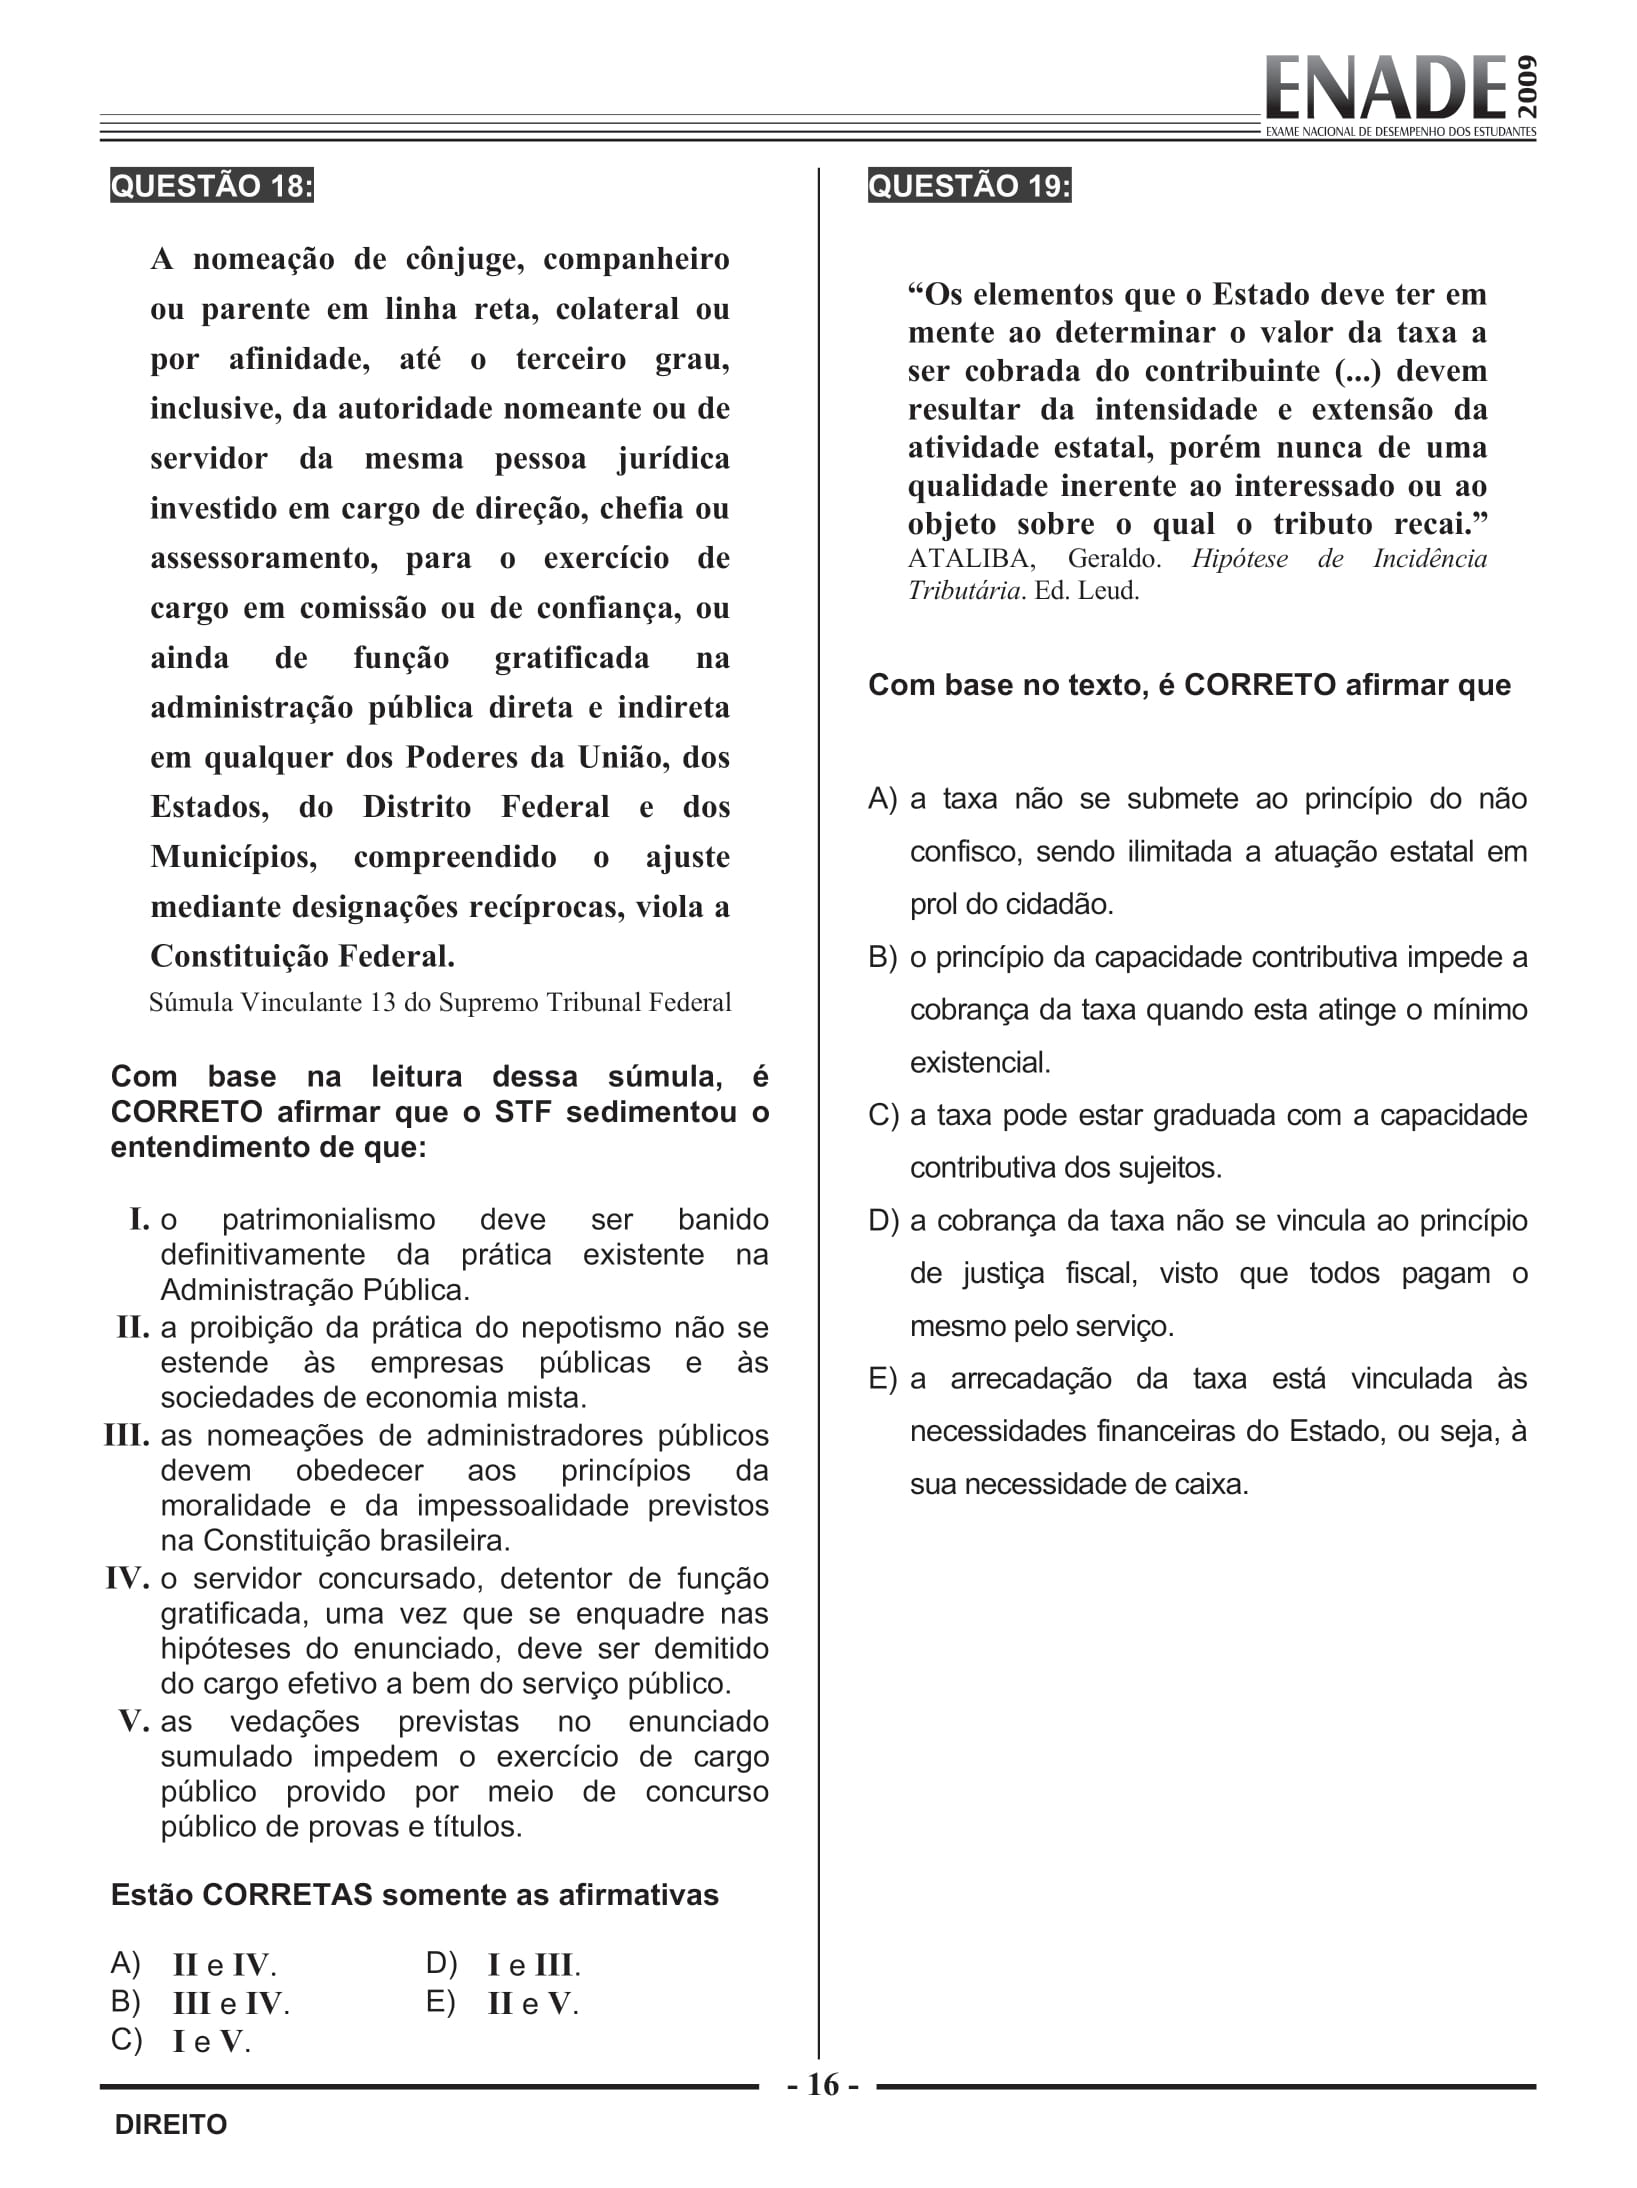 ENADE 2009
EXAME NACIONAL DE DESEMPENHO DOS ESTUDANTES
QUESTÃO 18:
A nomeação de cônjuge, companheiro
ou parente em linha reta, colateral ou
por afinidade, até o terceiro grau,
inclusive, da autoridade nomeante ou de
servidor da mesma pessoa jurídica
investido em cargo de direção, chefia ou
assessoramento, para o exercício de
cargo em comissão ou de confiança, ou
ainda de função gratificada na
administração pública direta e indireta
em qualquer dos Poderes da União, dos
Estados, do Distrito Federal e dos
Municípios, compreendido o ajuste
mediante designações recíprocas, viola a
Constituição Federal.
Súmula Vinculante 13 do Supremo Tribunal Federal
Com base na leitura dessa súmula, é
CORRETO afirmar que o STF sedimentou o
entendimento de que:
I. o patrimonialismo deve ser banido
definitivamente da prática existente na
Administração Pública.
II. a proibição da prática do nepotismo não se
estende às empresas públicas e às
sociedades de economia mista.
III. as nomeações de administradores públicos
devem obedecer aos princípios da
moralidade e da impessoalidade previstos
na Constituição brasileira.
IV. o servidor concursado, detentor de função
gratificada, uma vez que se enquadre nas
hipóteses do enunciado, deve ser demitido
do cargo efetivo a bem do serviço público.
V. as vedações previstas no enunciado
sumulado impedem o exercício de cargo
público provido por meio de concurso
público de provas e títulos.
Estão CORRETAS somente as afirmativas
A) II e IV.
B) III e IV.
C) I e V.
D) I e III.
E) II e V.
QUESTÃO 19:
“Os elementos que o Estado deve ter em
mente ao determinar o valor da taxa a
ser cobrada do contribuinte (...) devem
resultar da intensidade e extensão da
atividade estatal, porém nunca de uma
qualidade inerente ao interessado ou ao
objeto sobre o qual o tributo recai.”
ATALIBA, Geraldo. Hipótese de Incidência
Tributária. Ed. Leud.
Com base no texto, é CORRETO afirmar que
A) a taxa não se submete ao princípio do não
confisco, sendo ilimitada a atuação estatal em
prol do cidadão.
B) o princípio da capacidade contributiva impede a
cobrança da taxa quando esta atinge o mínimo
existencial.
C) a taxa pode estar graduada com a capacidade
contributiva dos sujeitos.
D) a cobrança da taxa não se vincula ao princípio
de justiça fiscal, visto que todos pagam o
mesmo pelo serviço.
E) a arrecadação da taxa está vinculada às
necessidades financeiras do Estado, ou seja, à
sua necessidade de caixa.
- 16 -
DIREITO